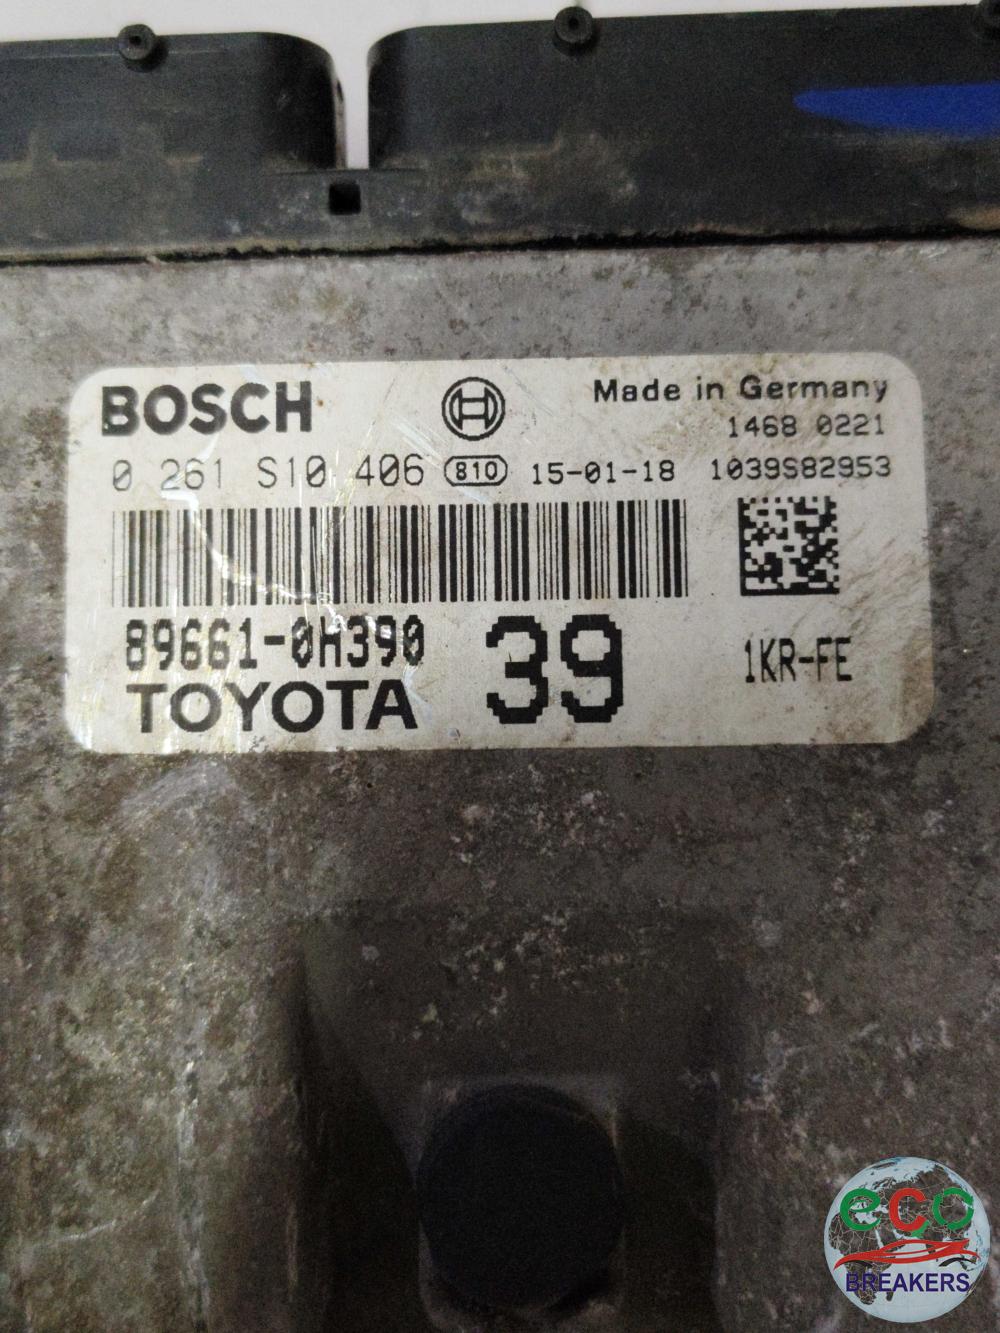 BOSCH
Made in Germany
1468 0221
0 261 S10 406 810 15-01-18 1039S82953
89661-0H390
39
1KR-FE
TOYOTA
eco
BREAKERS